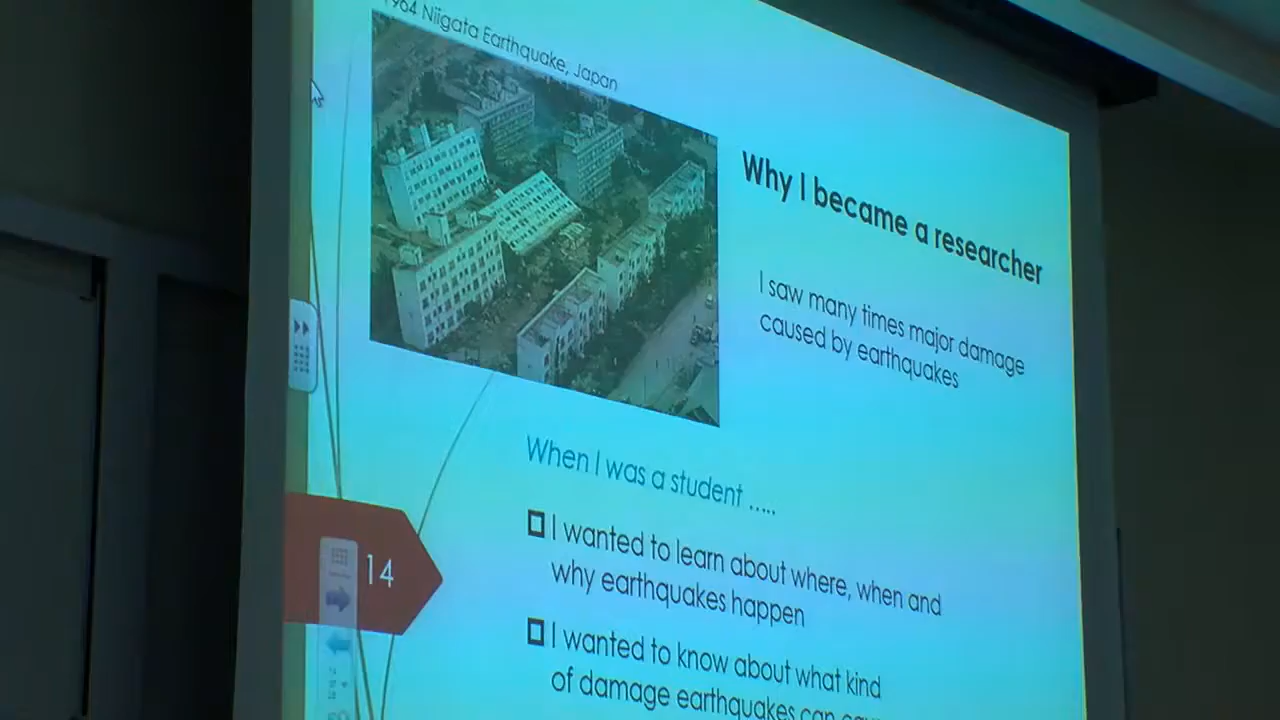 1964 Niigata Earthquake, Japan
Why I became a researcher
I saw many times major damage
caused by earthquakes
When I was a student .....
I wanted to learn about where, when and
why earthquakes happen
14
I wanted to know about what kind
of damage earthquakes can